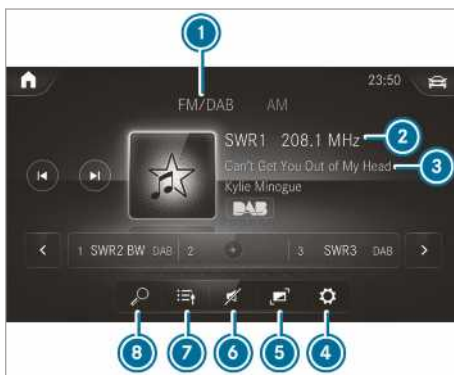 1
23:50
FM/DAB AM
SWR1 208.1 MHz 2
Can't Get You Out of My Head 3
Kylie Minogue
DAB
1 SWR2 BW DAB 2 3 SWR3 DAB
8 7 6 5 4